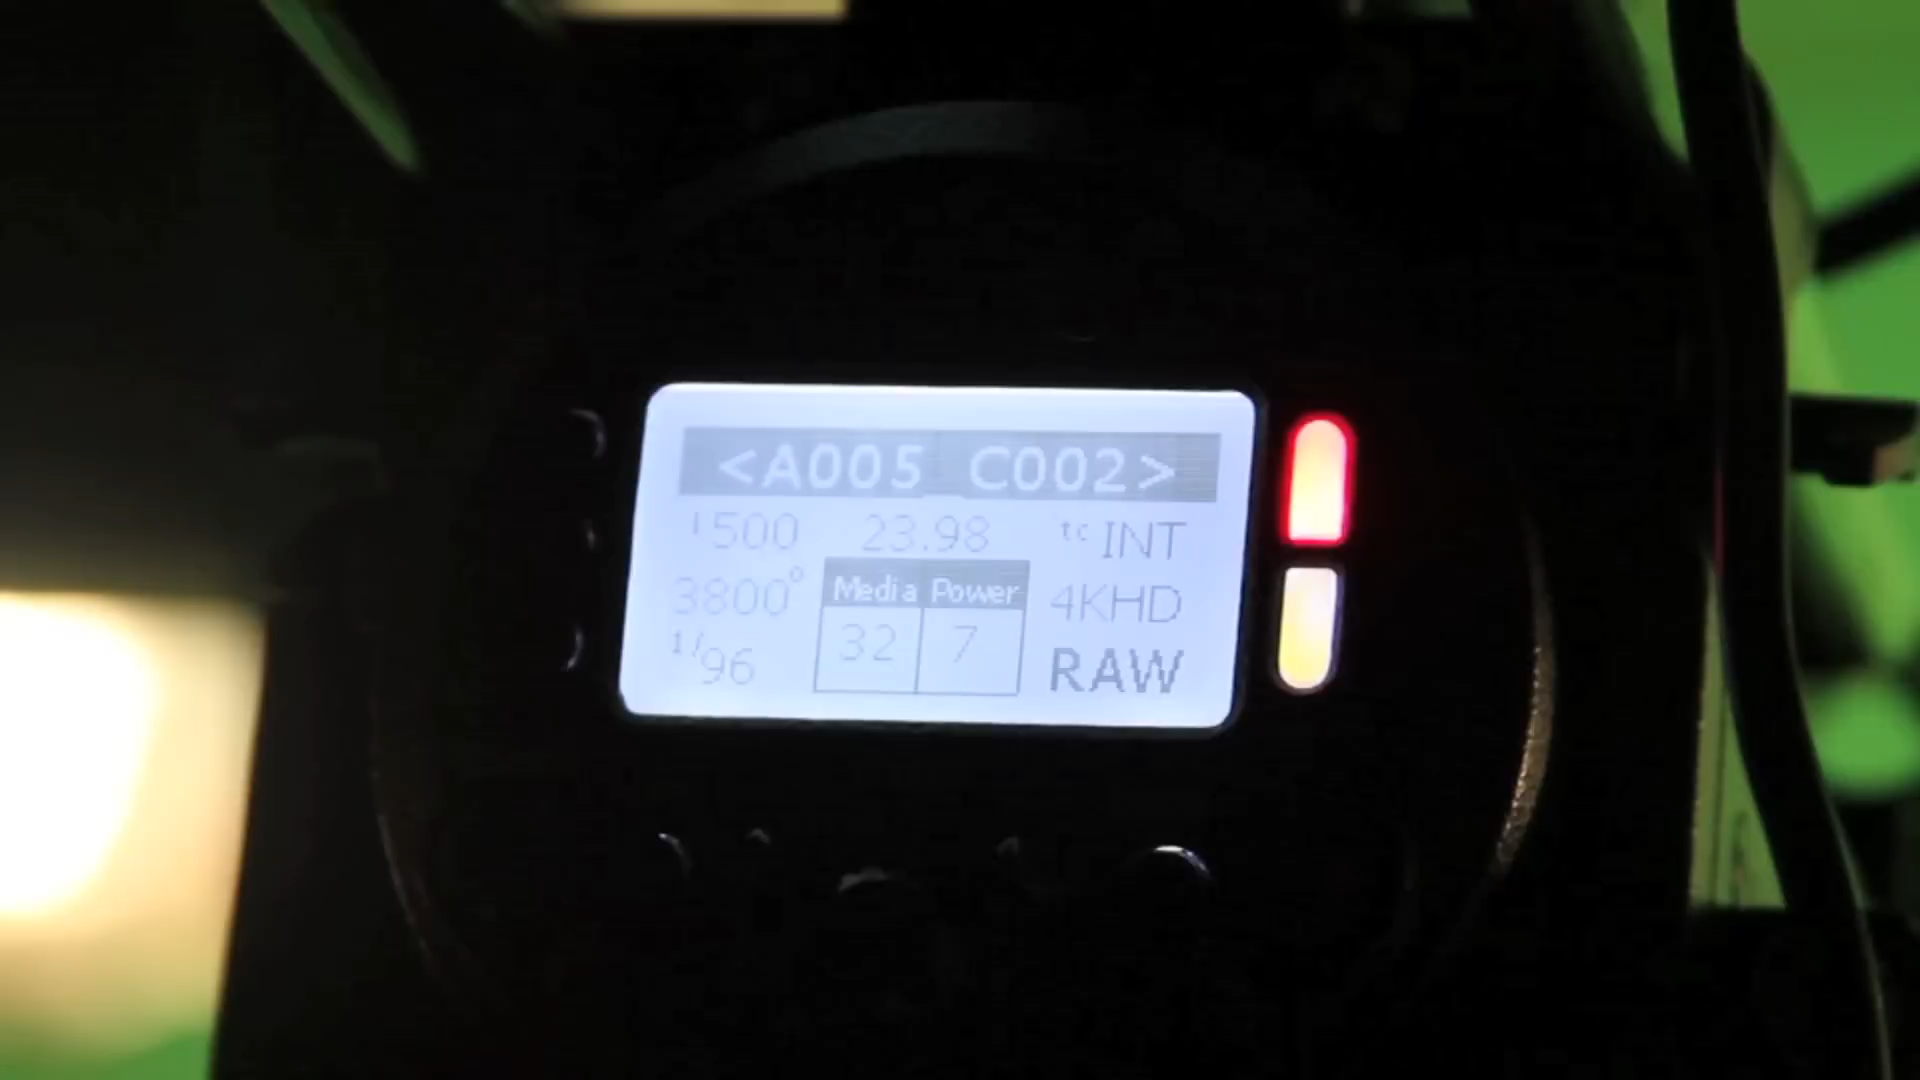 <A005 C002>
I500 23.98 tc INT
3800° Media Power 4KHD
1/96 32 7 RAW